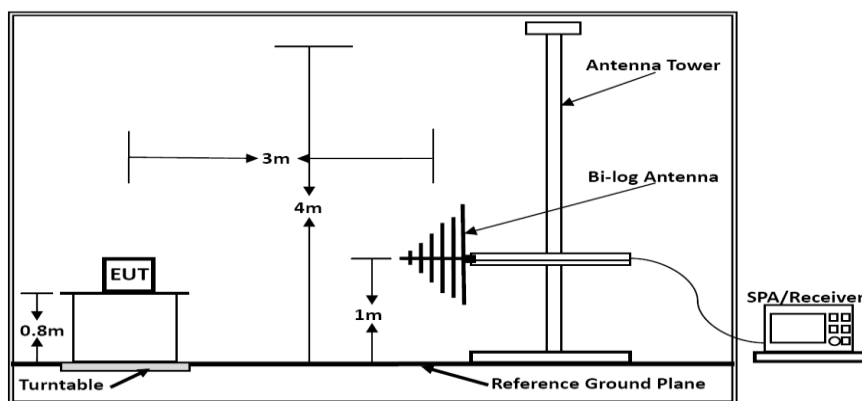 Antenna Tower
3m
Bi-log Antenna
4m
EUT
SPA/Receiver
0.8m
1m
Turntable
Reference Ground Plane